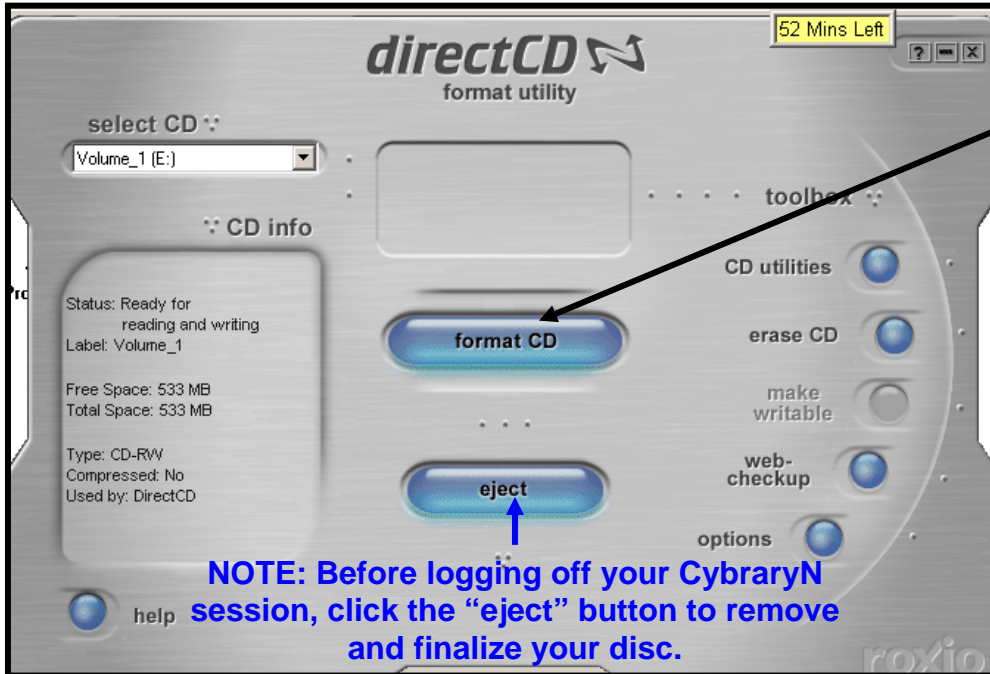 52 Mins Left
directCD
format utility
select CD
Volume_1 (E:)
toolbox
CD info
CD utilities
Status: Ready for
reading and writing
Label: Volume_1
format CD
erase CD
Free Space: 533 MB
Total Space: 533 MB
make
writable
Type: CD-RW
Compressed: No
Used by: DirectCD
eject
web-
checkup
options
NOTE: Before logging off your CybraryN
session, click the “eject” button to remove
and finalize your disc.
help
roxio